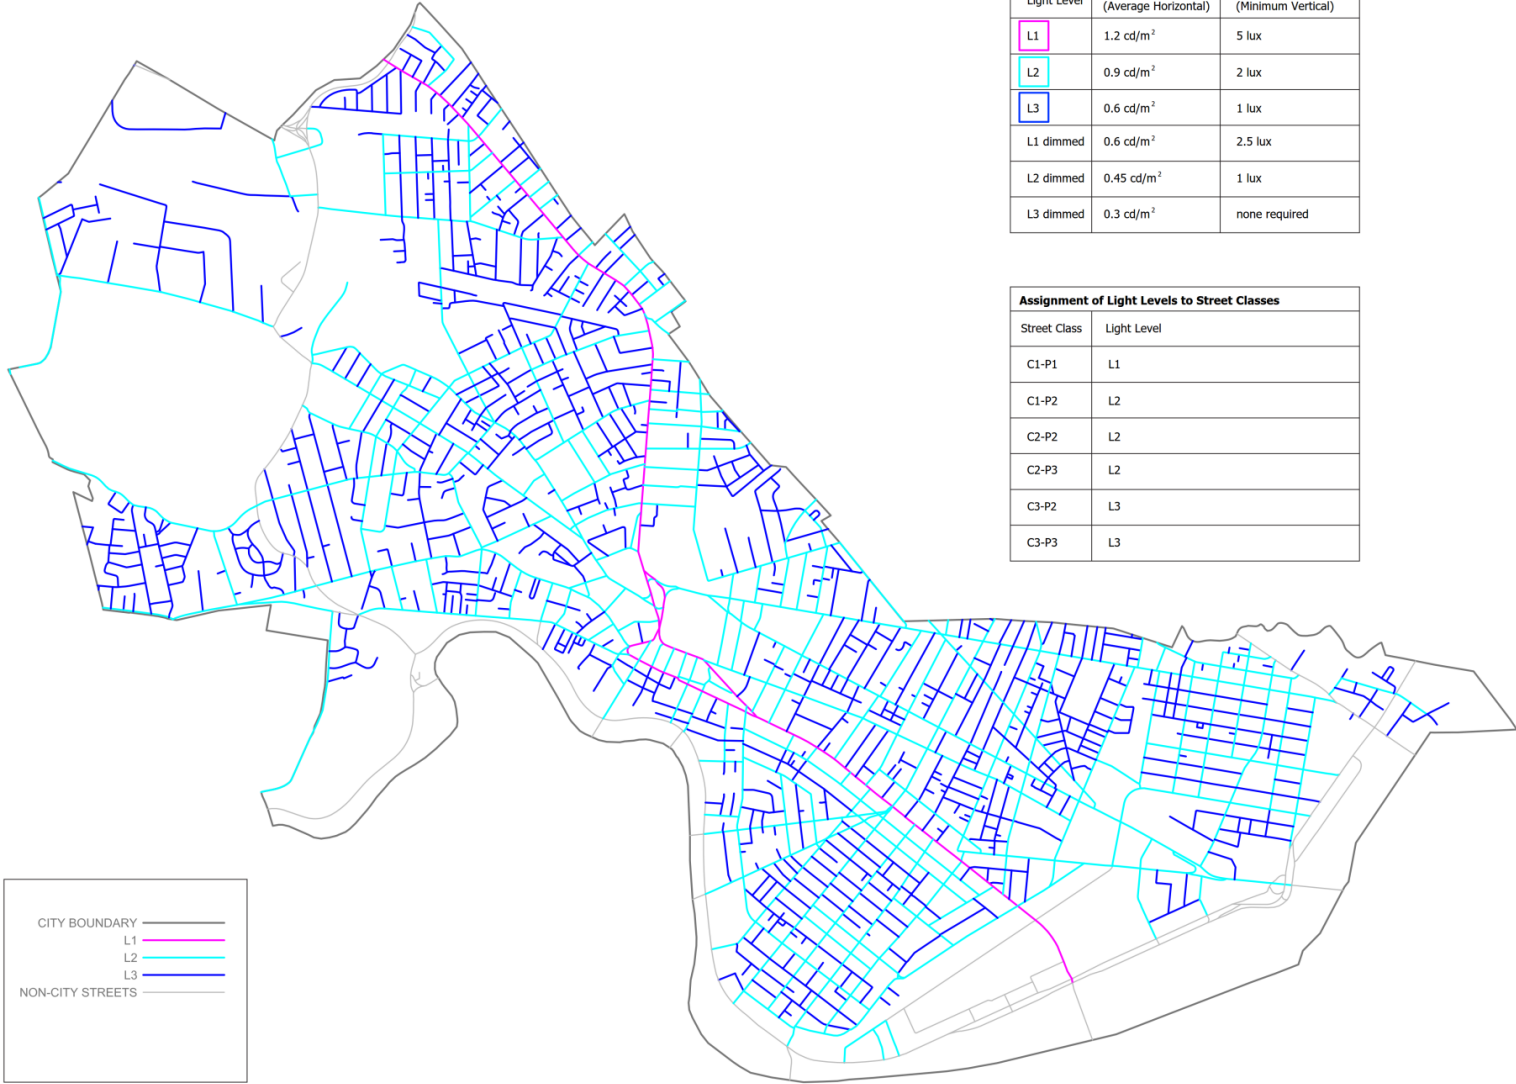 Light Level (Average Horizontal) (Minimum Vertical)
L1 1.2 cd/m² 5 lux
L2 0.9 cd/m² 2 lux
L3 0.6 cd/m² 1 lux
L1 dimmed 0.6 cd/m² 2.5 lux
L2 dimmed 0.45 cd/m² 1 lux
L3 dimmed 0.3 cd/m² none required
Assignment of Light Levels to Street Classes
Street Class Light Level
C1-P1 L1
C1-P2 L2
C2-P2 L2
C2-P3 L2
C3-P2 L3
C3-P3 L3
CITY BOUNDARY
L1
L2
L3
NON-CITY STREETS